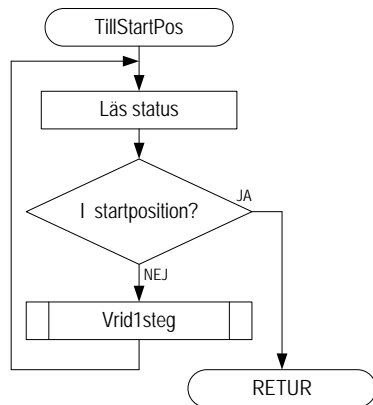 TillStartPos
Läs status
I startposition?
JA
NEJ
Vrid1steg
RETUR